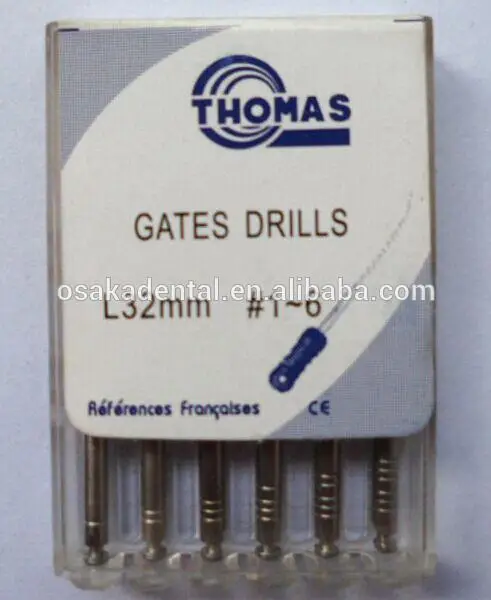 THOMAS
GATES DRILLS
osakadental.en.alibaba.com
L32mm #1~6
Références Françaises CE